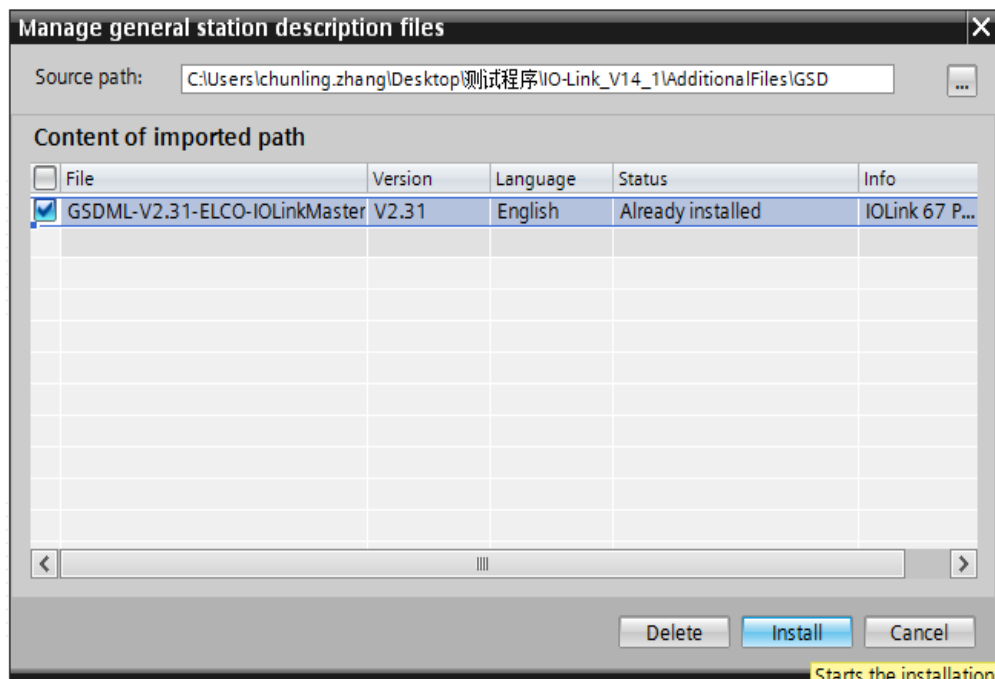 Manage general station description files
Source path: C:\Users\chunling.zhang\Desktop\测试程序\IO-Link_V14_1\AdditionalFiles\GSD ...
Content of imported path
File Version Language Status Info
GSDML-V2.31-ELCO-IOLinkMaster V2.31 English Already installed IOLink 67 P...
Delete Install Cancel
Starts the installation